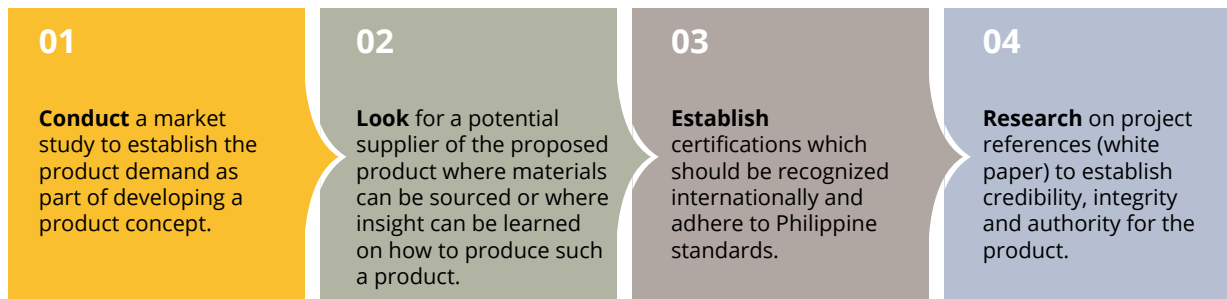 01
Conduct a market
study to establish the
product demand as
part of developing a
product concept.
02
Look for a potential
supplier of the proposed
product where materials
can be sourced or where
insight can be learned
on how to produce such
a product.
03
Establish
certifications which
should be recognized
internationally and
adhere to Philippine
standards.
04
Research on project
references (white
paper) to establish
credibility, integrity
and authority for the
product.